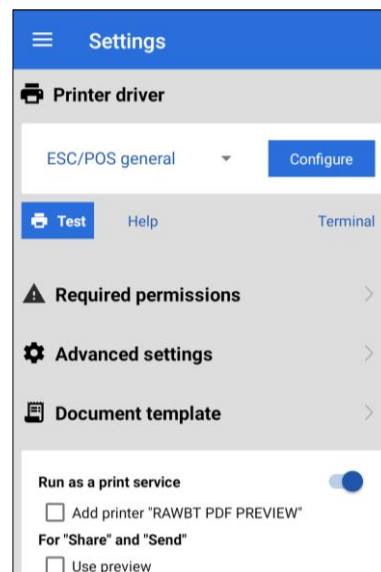 Settings
Printer driver
ESC/POS general
Configure
Test
Help
Terminal
Required permissions
Advanced settings
Document template
Run as a print service
Add printer "RAWBT PDF PREVIEW"
For "Share" and "Send"
Use preview